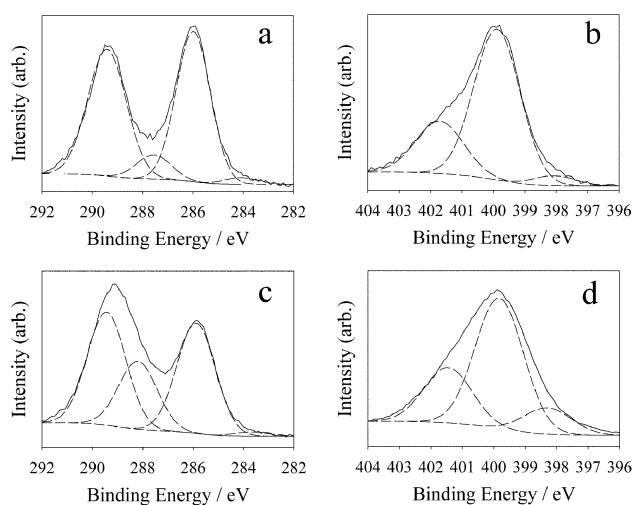 a
Intensity (arb.)
292 290 288 286 284 282
Binding Energy / eV
b
Intensity (arb.)
404 403 402 401 400 399 398 397 396
Binding Energy / eV
c
Intensity (arb.)
292 290 288 286 284 282
Binding Energy / eV
d
Intensity (arb.)
404 403 402 401 400 399 398 397 396
Binding Energy / eV